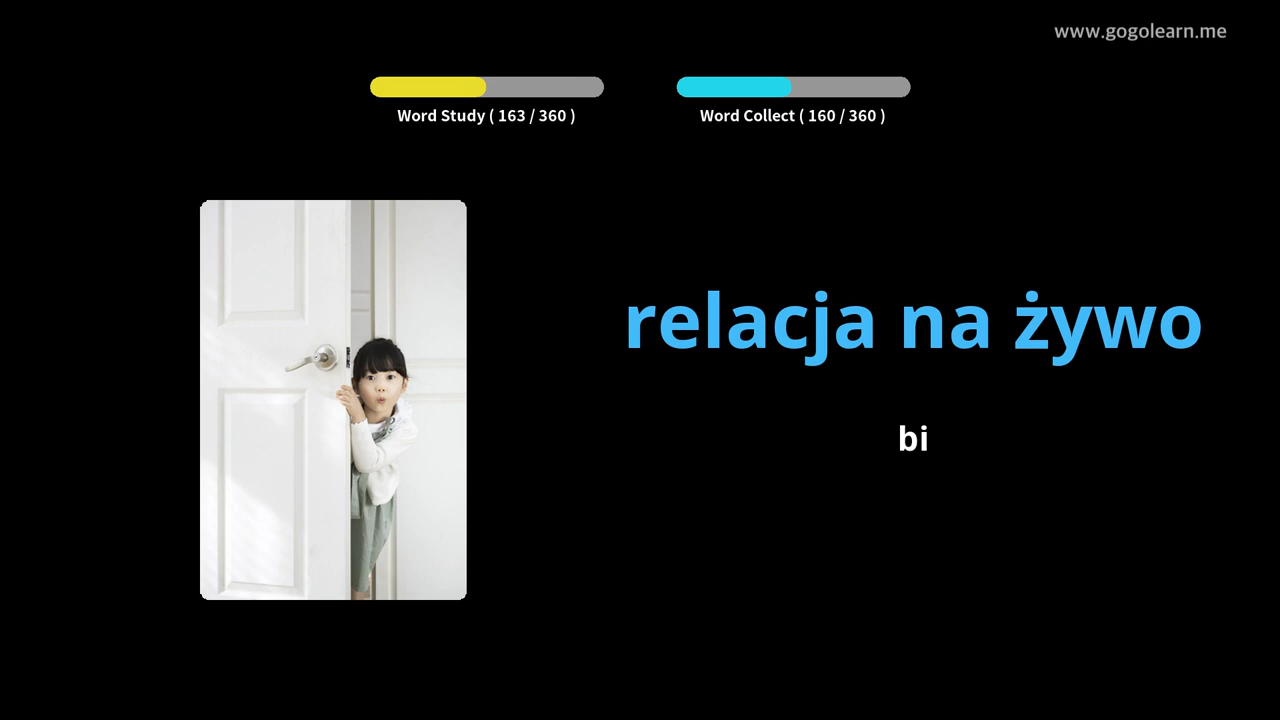 www.gogolearn.me
Word Study ( 163 / 360 )
Word Collect ( 160 / 360 )
relacja na żywo
bi